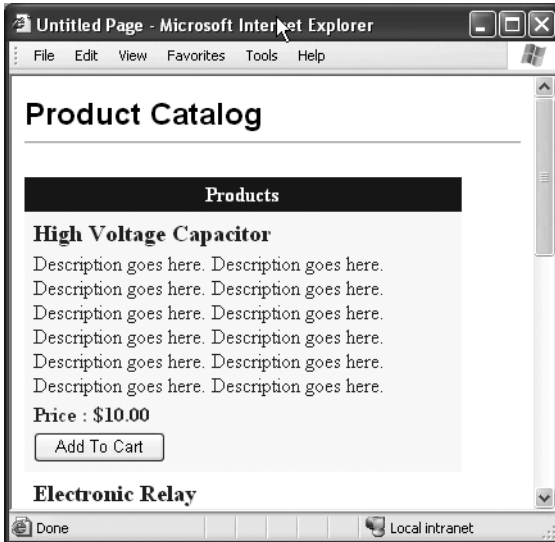 Untitled Page - Microsoft Internet Explorer
File Edit View Favorites Tools Help
Product Catalog
Products
High Voltage Capacitor
Description goes here. Description goes here.
Description goes here. Description goes here.
Description goes here. Description goes here.
Description goes here. Description goes here.
Description goes here. Description goes here.
Description goes here. Description goes here.
Price : $10.00
Add To Cart
Electronic Relay
Done Local intranet